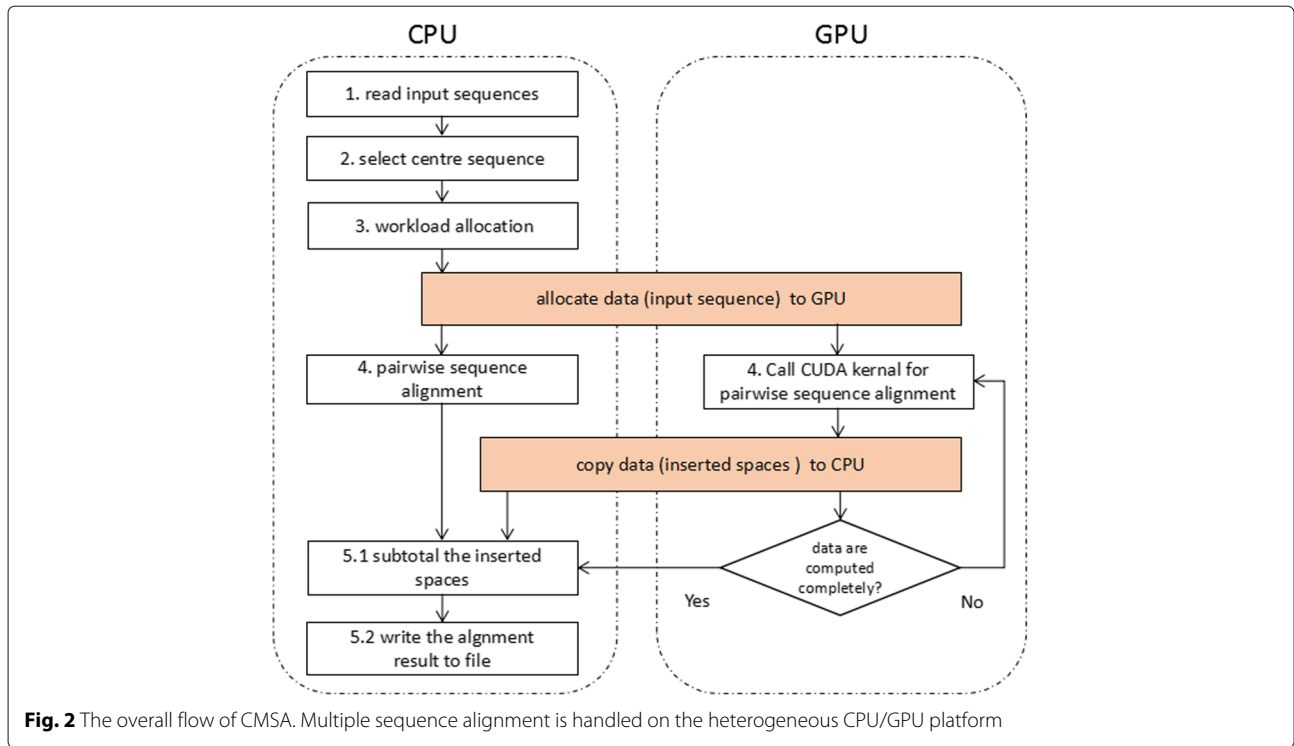 CPU
GPU
1. read input sequences
2. select centre sequence
3. workload allocation
allocate data (input sequence) to GPU
4. pairwise sequence
alignment
4. Call CUDA kernal for
pairwise sequence alignment
copy data (inserted spaces ) to CPU
5.1 subtotal the inserted
spaces
data are
computed
completely?
Yes
No
5.2 write the algnment
result to file
Fig. 2 The overall flow of CMSA. Multiple sequence alignment is handled on the heterogeneous CPU/GPU platform